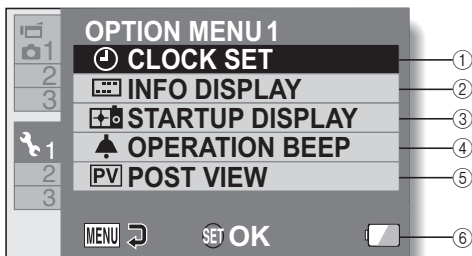 OPTION MENU 1
1
CLOCK SET
①
2
INFO DISPLAY
②
3
STARTUP DISPLAY
③
1
OPERATION BEEP
④
2
PV POST VIEW
⑤
3
MENU SET OK
⑥